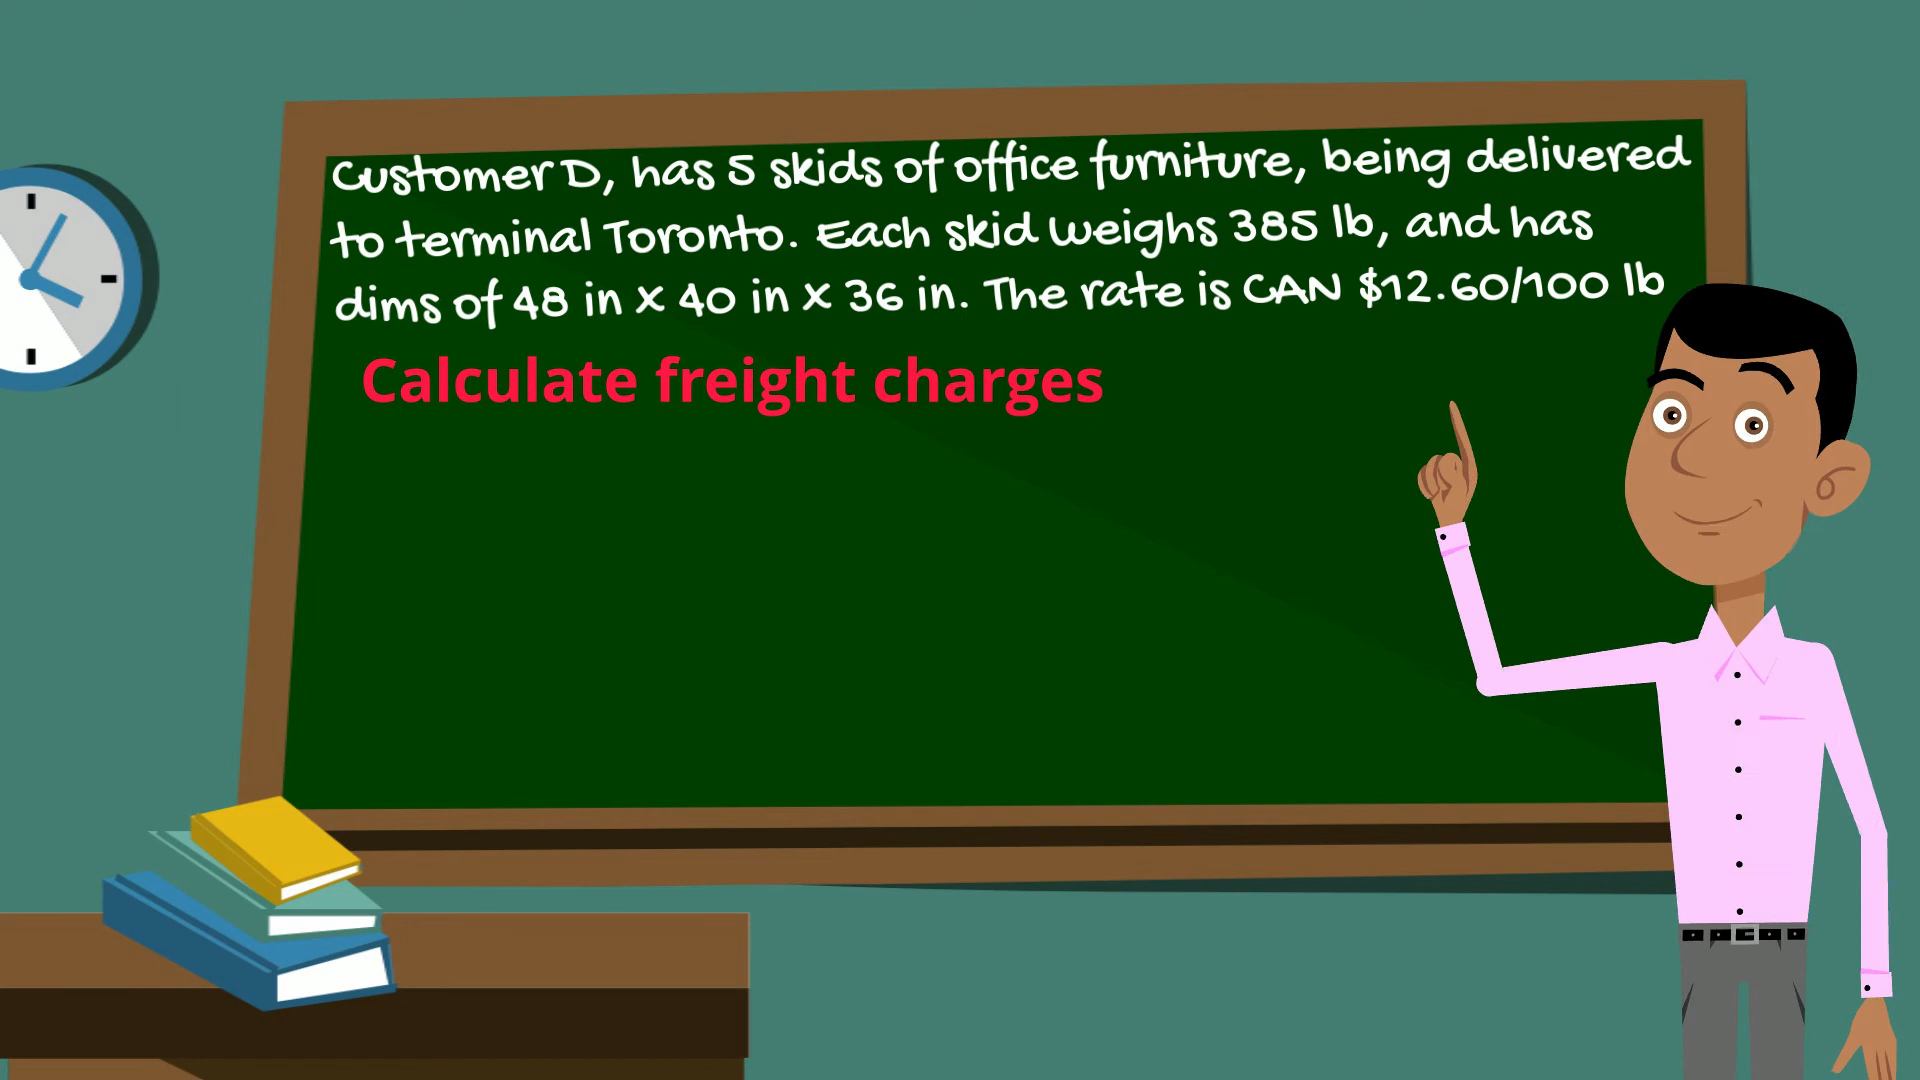 Customer D, has 5 skids of office furniture, being delivered
to terminal Toronto. Each skid weighs 385 lb, and has
dims of 48 in X 40 in X 36 in. The rate is CAN $12.60/100 lb
Calculate freight charges